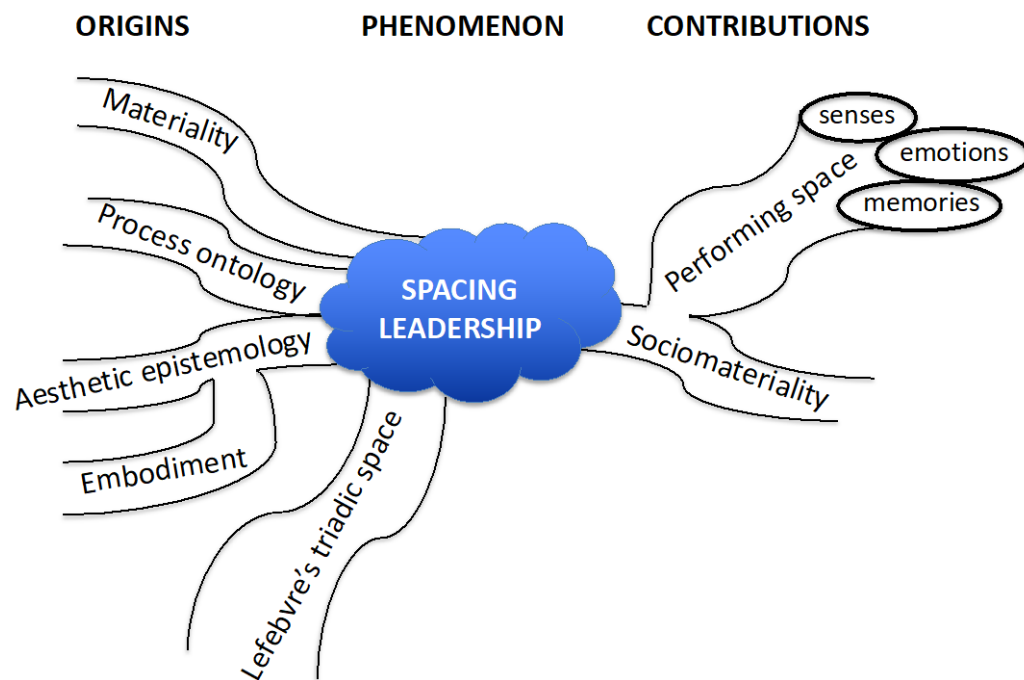 ORIGINS
PHENOMENON
CONTRIBUTIONS
Materiality
Process ontology
Aesthetic epistemology
Embodiment
Lefebvre's triadic space
SPACING
LEADERSHIP
senses
emotions
memories
Performing space
Sociomateriality